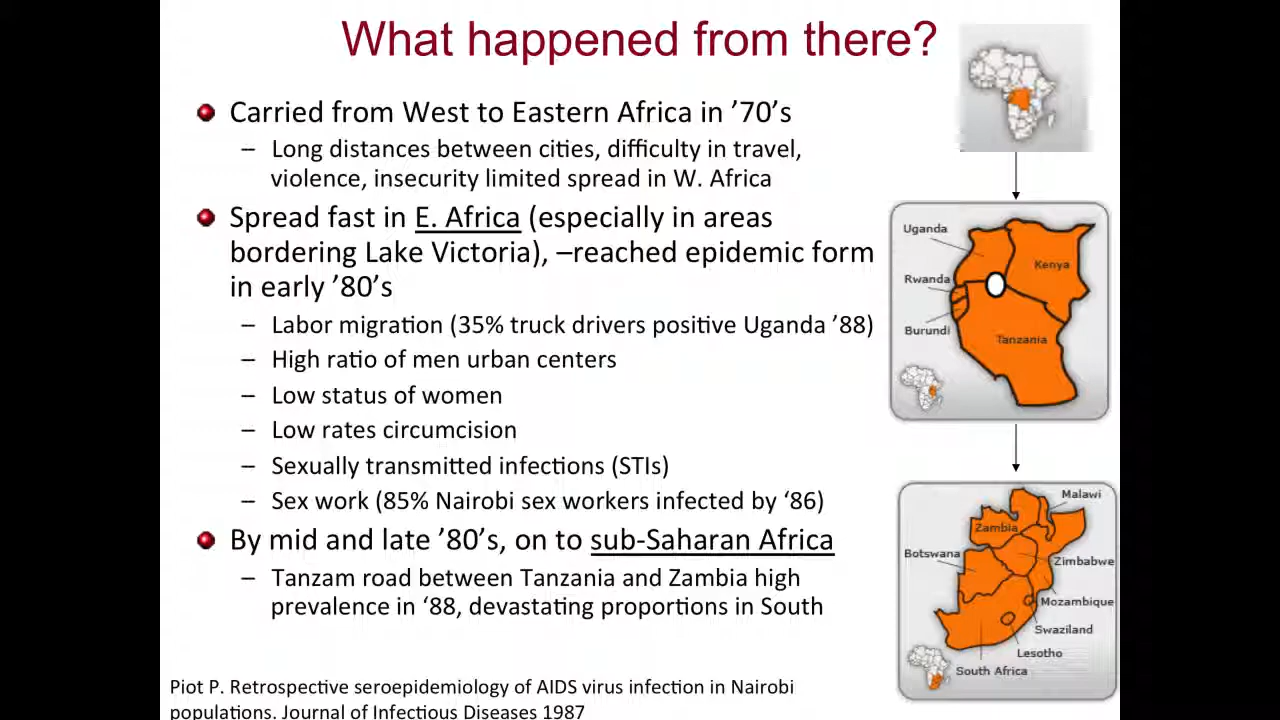 What happened from there?
Carried from West to Eastern Africa in ’70’s
– Long distances between cities, difficulty in travel,
violence, insecurity limited spread in W. Africa
Spread fast in E. Africa (especially in areas
bordering Lake Victoria), –reached epidemic form
in early ’80’s
– Labor migration (35% truck drivers positive Uganda ’88)
– High ratio of men urban centers
– Low status of women
– Low rates circumcision
– Sexually transmitted infections (STIs)
– Sex work (85% Nairobi sex workers infected by ‘86)
By mid and late ’80’s, on to sub-Saharan Africa
– Tanzam road between Tanzania and Zambia high
prevalence in ‘88, devastating proportions in South
Piot P. Retrospective seroepidemiology of AIDS virus infection in Nairobi
populations. Journal of Infectious Diseases 1987
Uganda
Kenya
Rwanda
Burundi
Tanzania
Malawi
Zambia
Botswana
Zimbabwe
Mozambique
Swaziland
Lesotho
South Africa